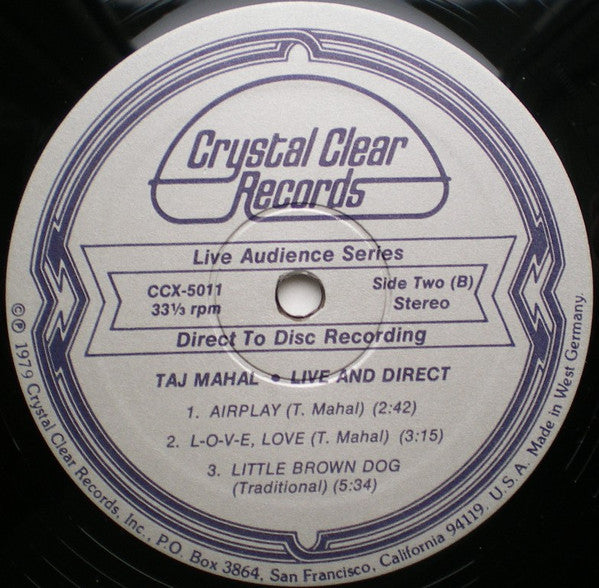 Crystal Clear
Records
Live Audience Series
CCX-5011
33⅓ rpm
Side Two (B)
Stereo
Direct To Disc Recording
TAJ MAHAL • LIVE AND DIRECT
1. AIRPLAY (T. Mahal) (2:42)
2. L-O-V-E, LOVE (T. Mahal) (3:15)
3. LITTLE BROWN DOG
(Traditional) (5:34)
©℗ 1979 Crystal Clear Records, Inc., P.O. Box 3864, San Francisco, California 94119. U.S.A. Made in West Germany.